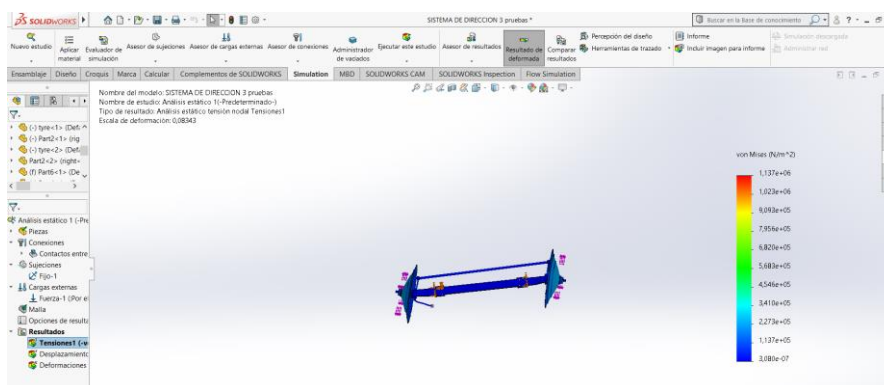 SOLIDWORKS
SISTEMA DE DIRECCION 3 pruebas *
Buscar en la Base de conocimiento
Nuevo estudio
Aplicar material
Evaluador de simulación
Asesor de sujeciones
Asesor de cargas externas
Asesor de conexiones
Administrador de vaciados
Ejecutar este estudio
Asesor de resultados
Resultado de deformada
Comparar resultados
Percepción del diseño
Herramientas de trazado
Informe
Incluir imagen para informe
Simulación descargada
Administrar red
Ensamblaje Diseño Croquis Marca Calcular Complementos de SOLIDWORKS Simulation MBD SOLIDWORKS CAM SOLIDWORKS Inspection Flow Simulation
Nombre del modelo: SISTEMA DE DIRECCION 3 pruebas
Nombre de estudio: Análisis estático 1(-Predeterminado-)
Tipo de resultado: Análisis estático tensión nodal Tensiones1
Escala de deformación: 0,08343
(-) tyre<1> (Def
(-) Part2<1> (rig
(-) tyre<2> (Def
Part2<2> (right<
(f) Part6<1> (De
Análisis estático 1 (-Pre
Piezas
Conexiones
Contactos entre
Sujeciones
Fijo-1
Cargas externas
Fuerza-1 (:Por e
Malla
Opciones de result
Resultados
Tensiones1 (-v
Desplazamiento
Deformaciones
von Mises (N/m^2)
1,137e+06
1,023e+06
9,093e+05
7,956e+05
6,820e+05
5,683e+05
4,546e+05
3,410e+05
2,273e+05
1,137e+05
3,080e-07